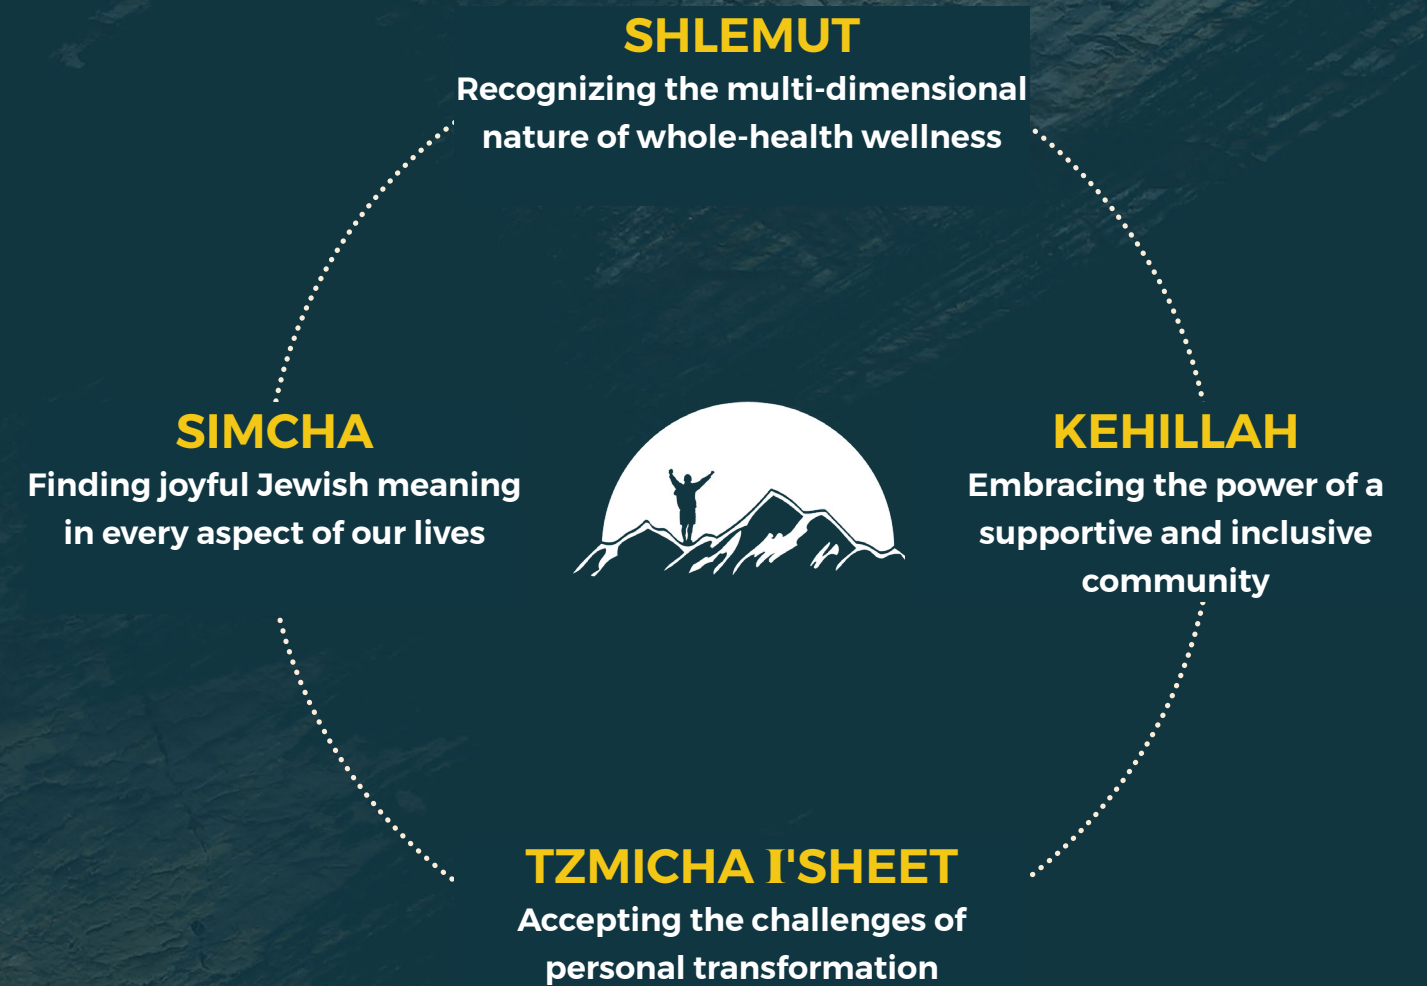 SHLEMUT
Recognizing the multi-dimensional
nature of whole-health wellness
SIMCHA
Finding joyful Jewish meaning
in every aspect of our lives
KEHILLAH
Embracing the power of a
supportive and inclusive
community
TZMICHA I'SHEET
Accepting the challenges of
personal transformation